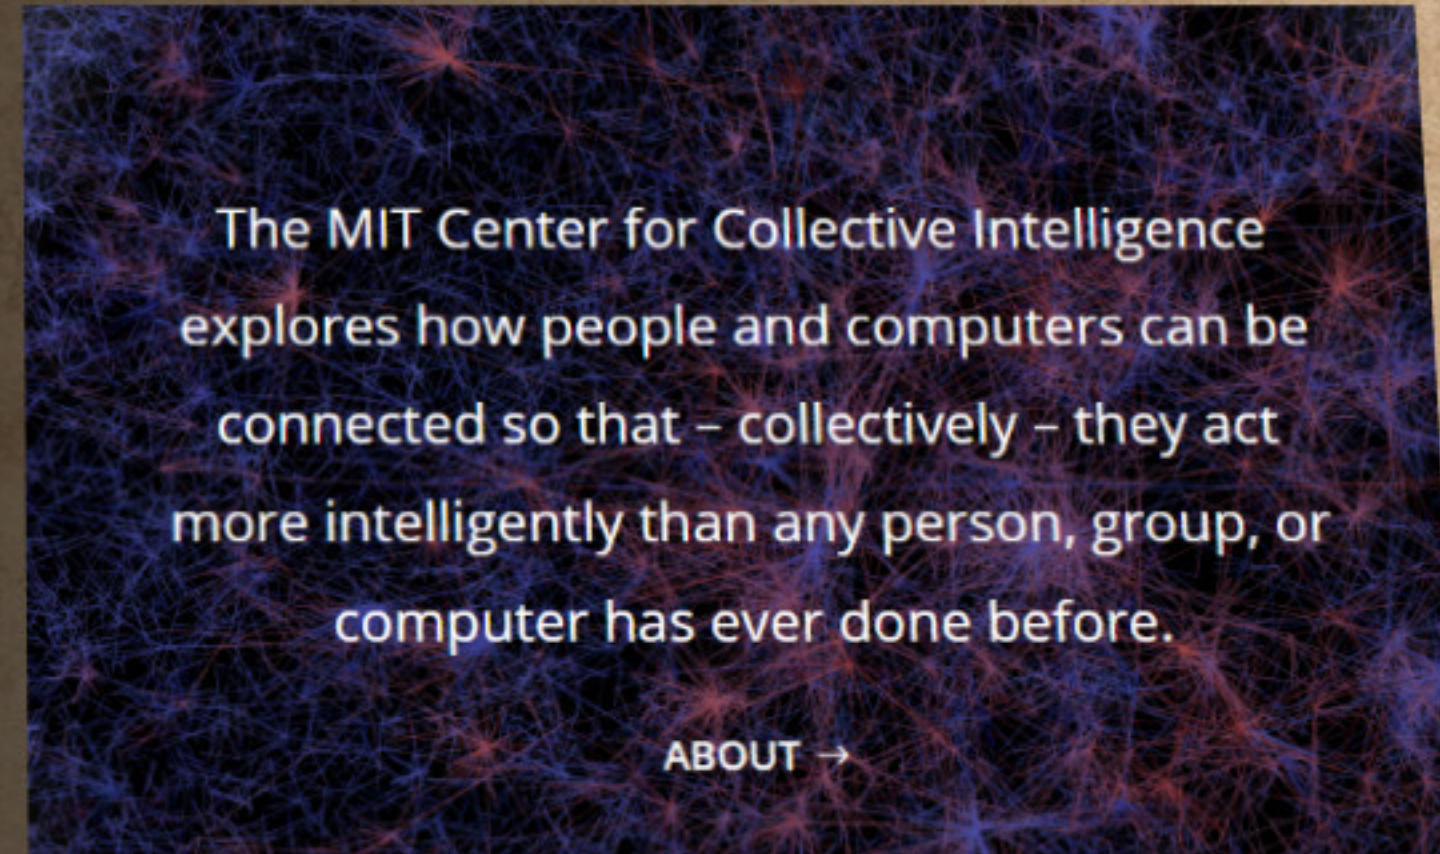 The MIT Center for Collective Intelligence
explores how people and computers can be
connected so that – collectively – they act
more intelligently than any person, group, or
computer has ever done before.
ABOUT →